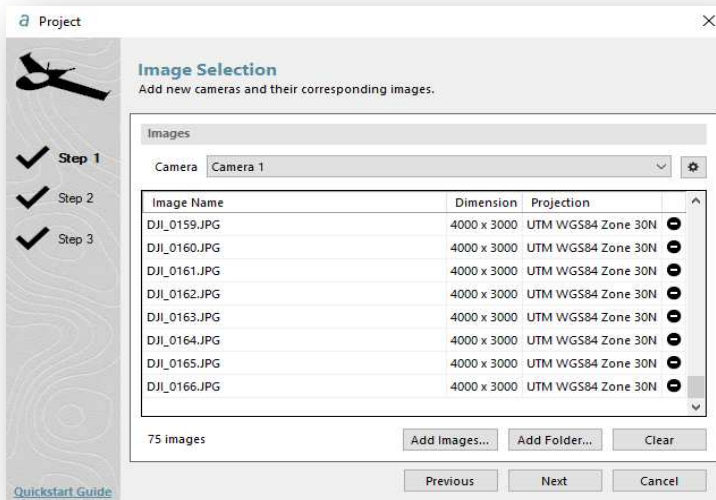 a Project
Image Selection
Add new cameras and their corresponding images.
Images
Step 1
Camera Camera 1
Image Name Dimension Projection
Step 2
DJI_0159.JPG 4000 x 3000 UTM WGS84 Zone 30N
Step 3
DJI_0160.JPG 4000 x 3000 UTM WGS84 Zone 30N
DJI_0161.JPG 4000 x 3000 UTM WGS84 Zone 30N
DJI_0162.JPG 4000 x 3000 UTM WGS84 Zone 30N
DJI_0163.JPG 4000 x 3000 UTM WGS84 Zone 30N
DJI_0164.JPG 4000 x 3000 UTM WGS84 Zone 30N
DJI_0165.JPG 4000 x 3000 UTM WGS84 Zone 30N
DJI_0166.JPG 4000 x 3000 UTM WGS84 Zone 30N
75 images Add Images... Add Folder... Clear
Previous Next Cancel
Quickstart Guide